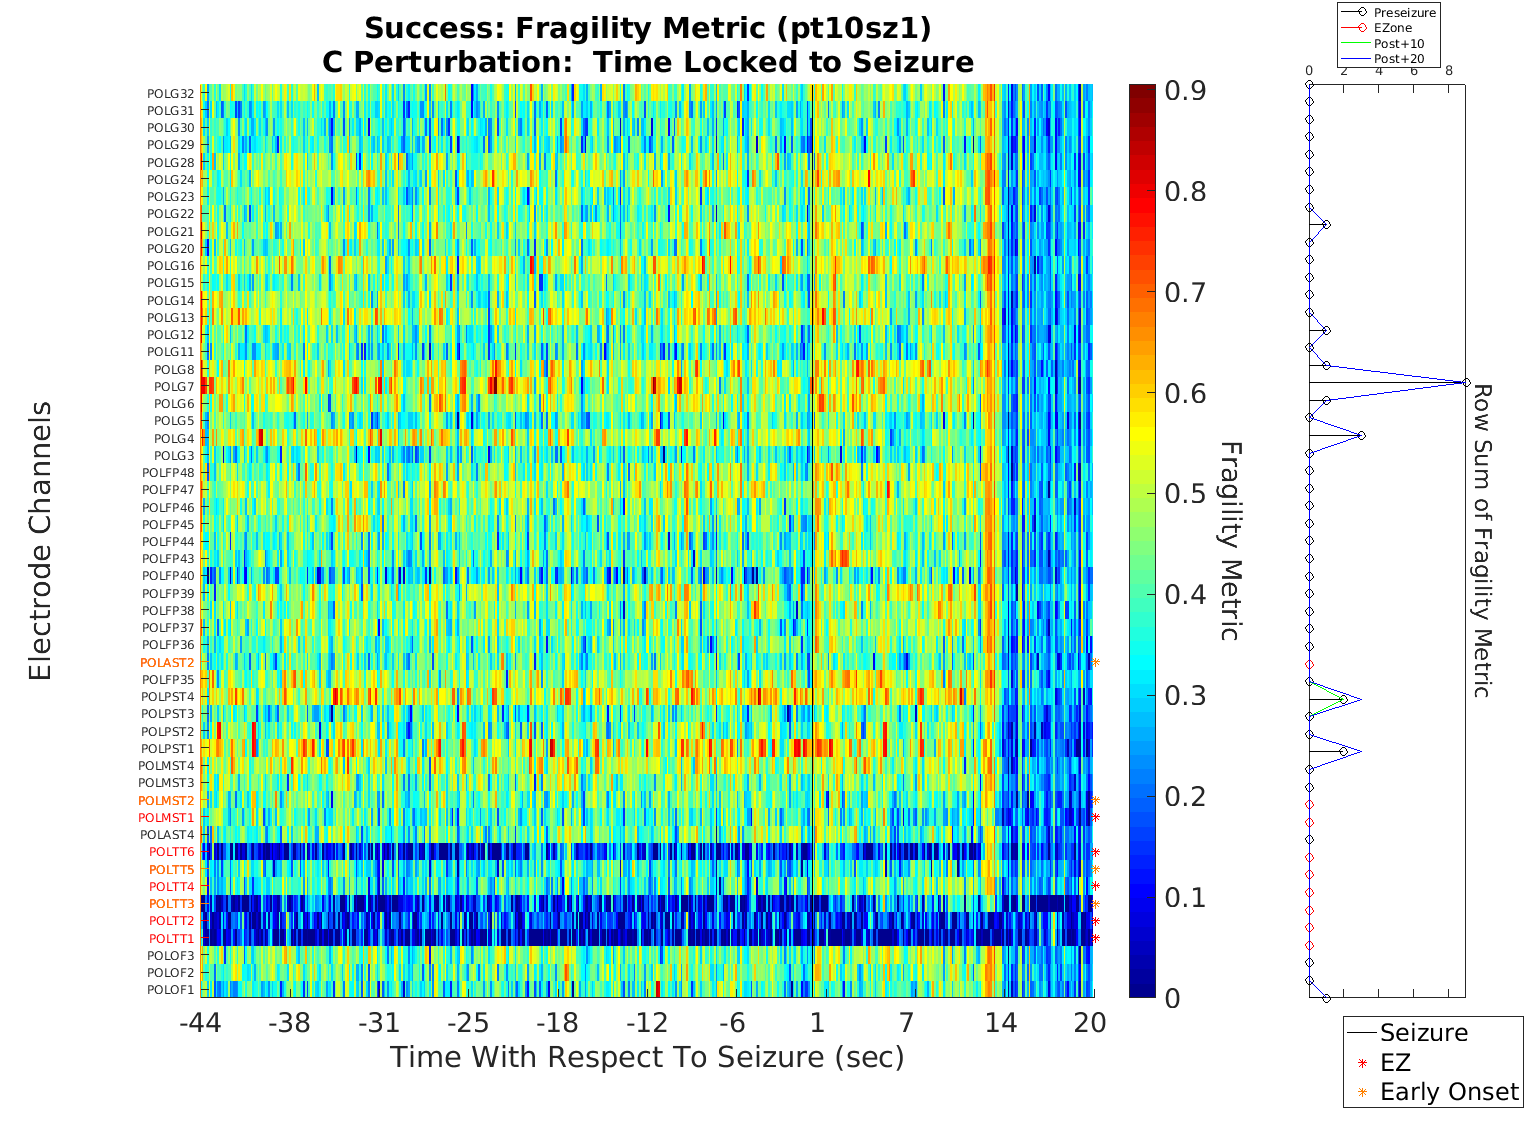 Success: Fragility Metric (pt10sz1)
C Perturbation:  Time Locked to Seizure
Electrode Channels
POLG32
POLG31
POLG30
POLG29
POLG28
POLG24
POLG23
POLG22
POLG21
POLG20
POLG16
POLG15
POLG14
POLG13
POLG12
POLG11
POLG8
POLG7
POLG6
POLG5
POLG4
POLG3
POLFP48
POLFP47
POLFP46
POLFP45
POLFP44
POLFP43
POLFP40
POLFP39
POLFP38
POLFP37
POLFP36
POLAST2
POLFP35
POLPST4
POLPST3
POLPST2
POLPST1
POLMST4
POLMST3
POLMST2
POLMST1
POLAST4
POLTT6
POLTT5
POLTT4
POLTT3
POLTT2
POLTT1
POLOF3
POLOF2
POLOF1
-44 -38 -31 -25 -18 -12 -6 1 7 14 20
Time With Respect To Seizure (sec)
0.9
0.8
0.7
0.6
0.5
0.4
0.3
0.2
0.1
0
Fragility Metric
Preseizure
EZone
Post+10
Post+20
0 2 4 6 8
Row Sum of Fragility Metric
Seizure
EZ
Early Onset